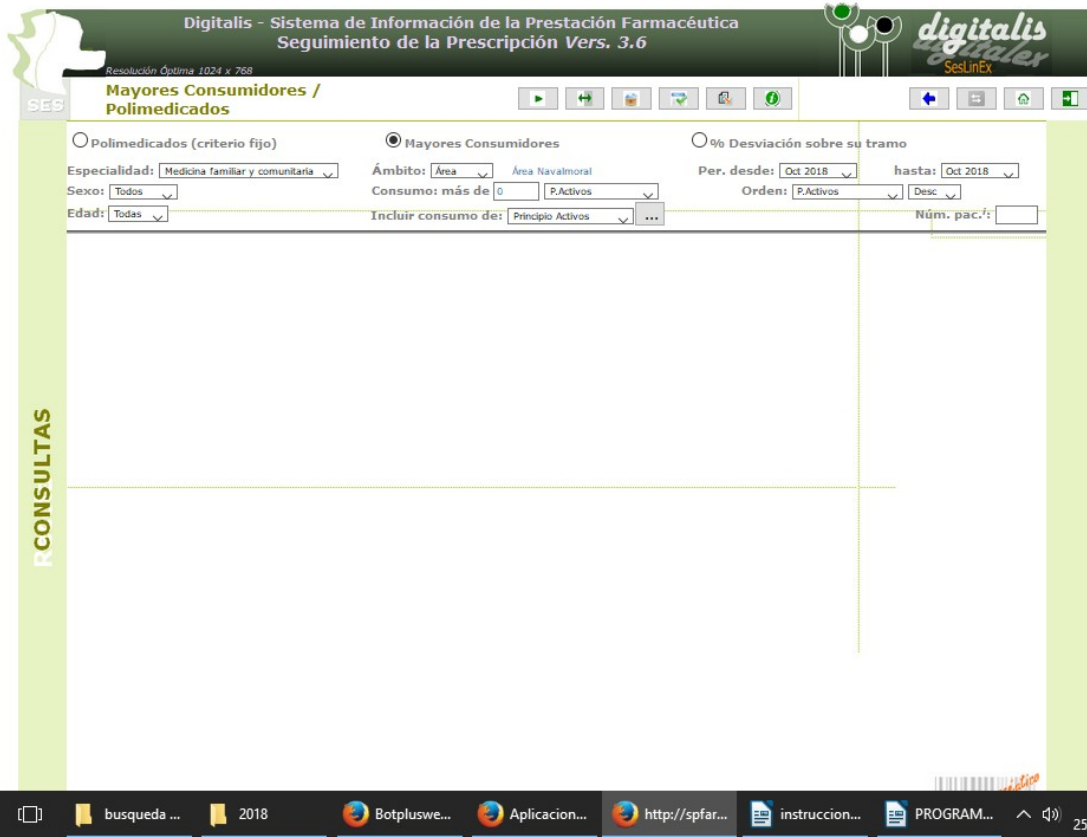 Digitalis - Sistema de Información de la Prestación Farmacéutica
Seguimiento de la Prescripción Vers. 3.6
digitalis
SesLinEx
Resolución Óptima 1024 x 768
SES
Mayores Consumidores /
Polimedicados
Polimedicados (criterio fijo) Mayores Consumidores % Desviación sobre su tramo
Especialidad: Medicina familiar y comunitaria Ámbito: Área Área Navalmoral Per. desde: Oct 2018 hasta: Oct 2018
Sexo: Todos Consumo: más de 0 P.Activos Orden: P.Activos Desc
Edad: Todas Incluir consumo de: Principio Activos ... Núm. pac.i:
CONSULTAS
busqueda ... 2018 Botpluswe... Aplicacion... http://spfar... instruccion... PROGRAM... 25